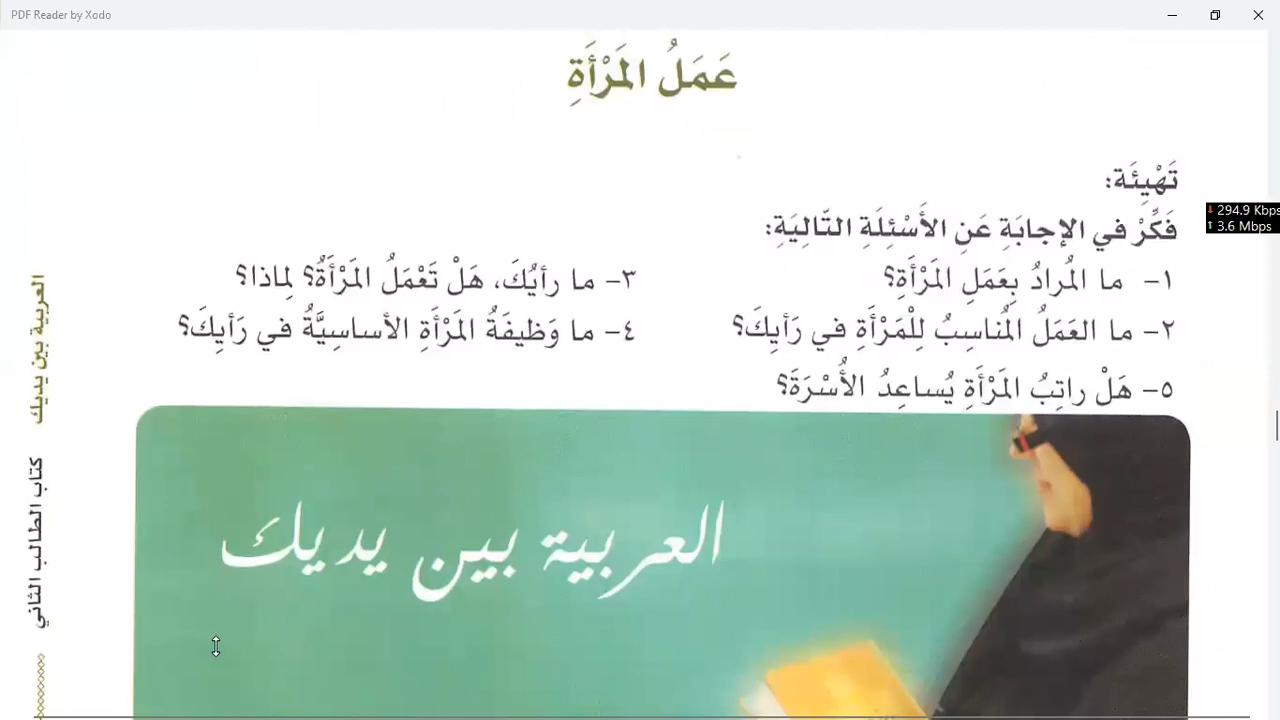 PDF Reader by Xodo
عَمَلُ المَرْأَةِ
تَهْيِئَة:
فَكِّرْ في الإجابَةِ عَنِ الأَسْئِلَةِ التّالِيَةِ:
١- ما المُرادُ بِعَمَلِ المَرْأَةِ؟
٢- ما العَمَلُ المُناسِبُ لِلْمَرْأَةِ في رَأيِكَ؟
٣- ما رأيُكَ، هَلْ تَعْمَلُ المَرْأَةُ؟ لِماذا؟
٤- ما وَظيفَةُ المَرْأَةِ الأساسِيَّةُ في رَأيِكَ؟
٥- هَلْ راتِبُ المَرْأَةِ يُساعِدُ الأُسْرَةَ؟
العربية بين يديك
العربية بين يديك
كتاب الطالب الثاني
294.9 Kbps
3.6 Mbps